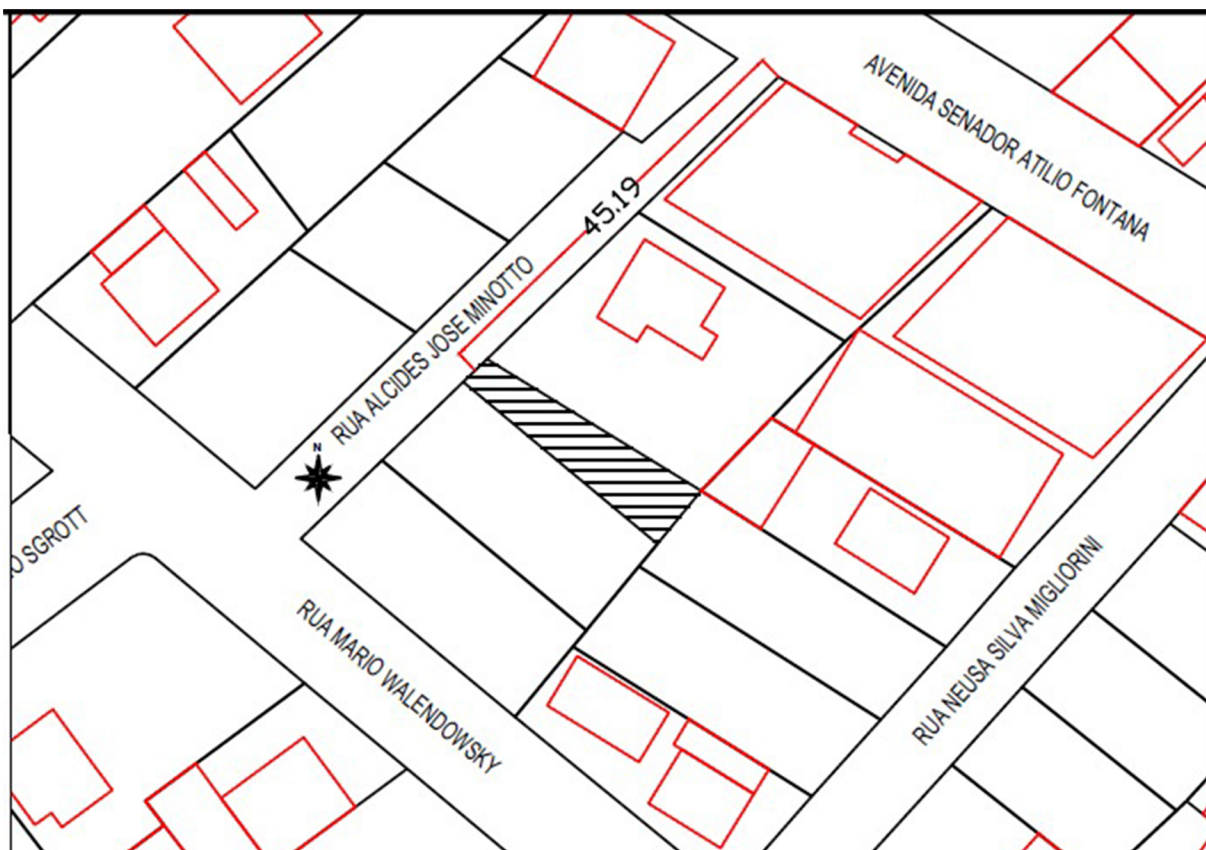 AVENIDA SENADOR ATILIO FONTANA
45.19
RUA ALCIDES JOSE MINOTTO
N
SGROTT
RUA MARIO WALENDOWSKY
RUA NEUSA SILVA MIGLIORINI